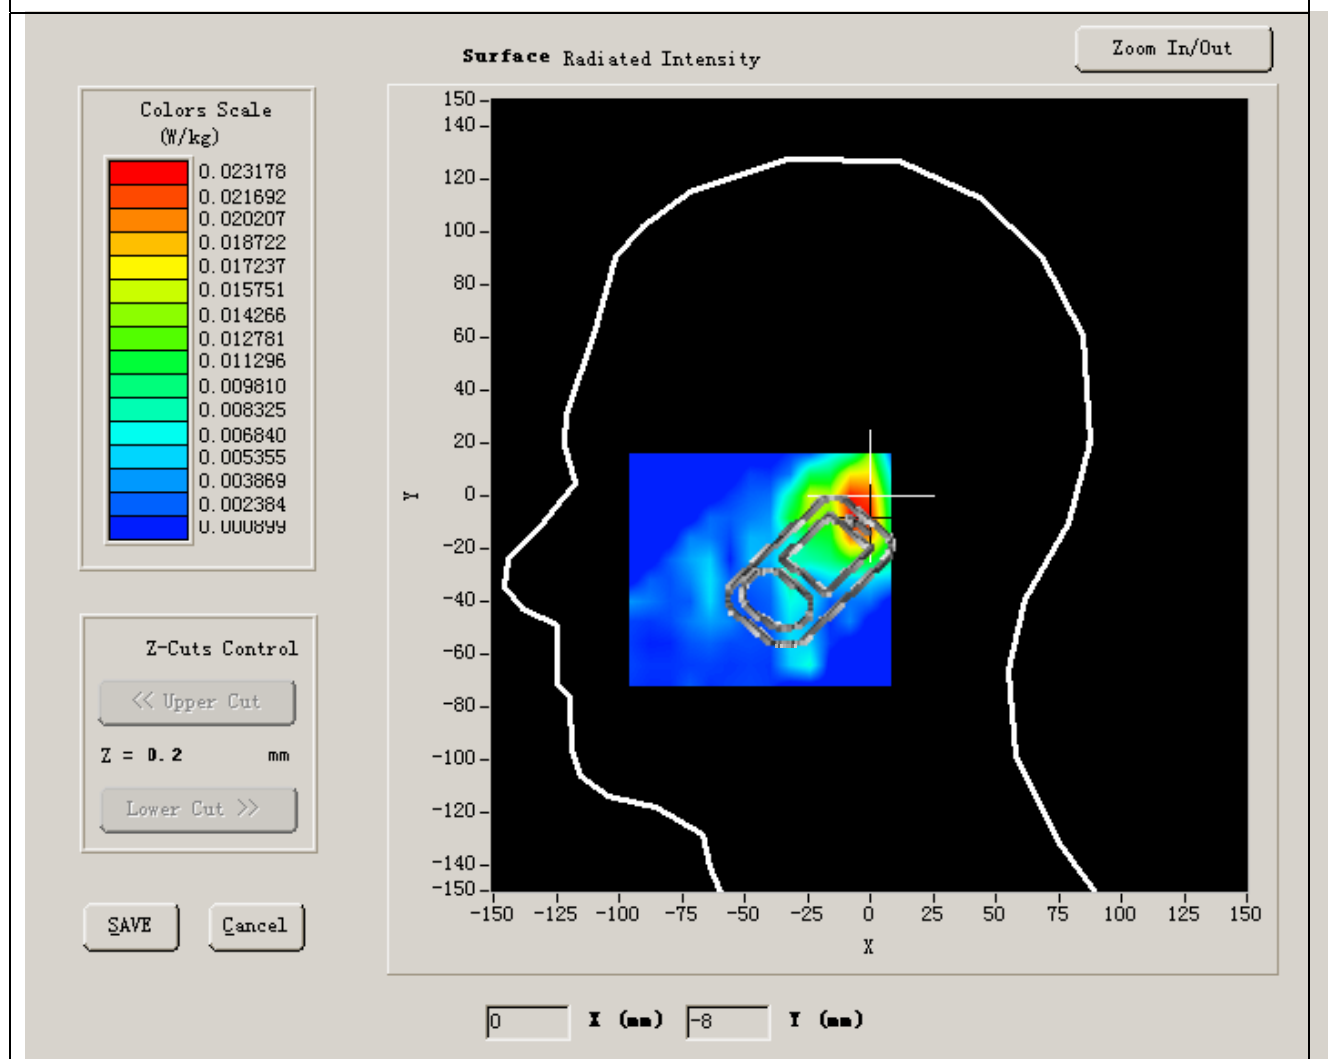 Surface Radiated Intensity
Zoom In/Out
Colors Scale
(W/kg)
0.023178
0.021692
0.020207
0.018722
0.017237
0.015751
0.014266
0.012781
0.011296
0.009810
0.008325
0.006840
0.005355
0.003869
0.002384
0.000899
Z-Cuts Control
<< Upper Cut
Z = 0.2 mm
Lower Cut >>
SAVE
Cancel
150
140
120
100
80
60
40
20
0
-20
-40
-60
-80
-100
-120
-140
-150
Y
-150 -125 -100 -75 -50 -25 0 25 50 75 100 125 150
X
0 X (mm) -8 Y (mm)